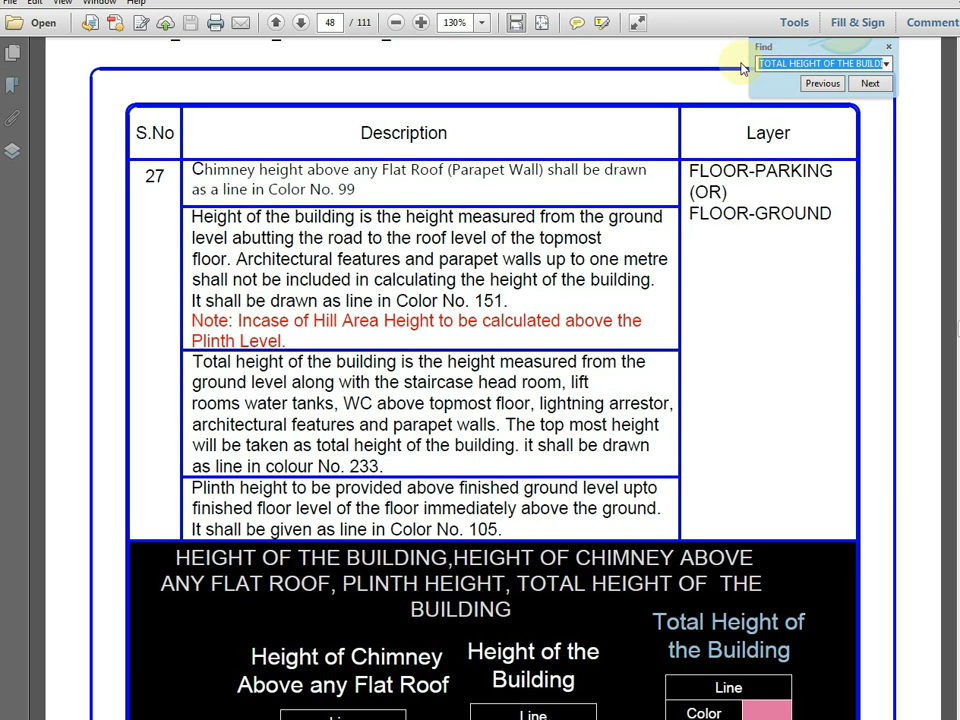 File Edit View Window Help
Open 48 / 111 130% Tools Fill & Sign Comment
Find
TOTAL HEIGHT OF THE BUILDI
Previous Next
S.No Description Layer
27
Chimney height above any Flat Roof (Parapet Wall) shall be drawn
as a line in Color No. 99
FLOOR-PARKING
(OR)
FLOOR-GROUND
Height of the building is the height measured from the ground
level abutting the road to the roof level of the topmost
floor. Architectural features and parapet walls up to one metre
shall not be included in calculating the height of the building.
It shall be drawn as line in Color No. 151.
Note: Incase of Hill Area Height to be calculated above the
Plinth Level.
Total height of the building is the height measured from the
ground level along with the staircase head room, lift
rooms water tanks, WC above topmost floor, lightning arrestor,
architectural features and parapet walls. The top most height
will be taken as total height of the building. it shall be drawn
as line in colour No. 233.
Plinth height to be provided above finished ground level upto
finished floor level of the floor immediately above the ground.
It shall be given as line in Color No. 105.
HEIGHT OF THE BUILDING,HEIGHT OF CHIMNEY ABOVE
ANY FLAT ROOF, PLINTH HEIGHT, TOTAL HEIGHT OF THE
BUILDING
Height of Chimney
Above any Flat Roof
Line
Height of the
Building
Line
Total Height of
the Building
Line
Color